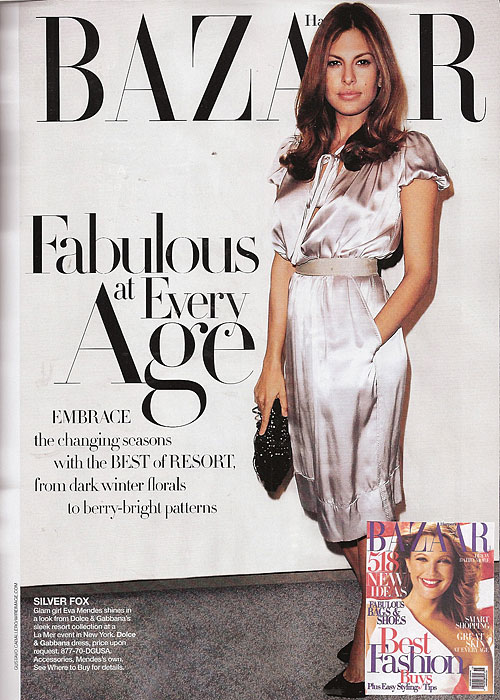 Ha
BAZAAR
Fabulous
at Every
Age
EMBRACE
the changing seasons
with the BEST of RESORT,
from dark winter florals
to berry-bright patterns
SILVER FOX
Glam girl Eva Mendes shines in
a look from Dolce & Gabbana's
sleek resort collection at a
La Mer event in New York. Dolce
& Gabbana dress, price upon
request. 877-70-DGUSA.
Accessories, Mendes's own.
See Where to Buy for details.
BAZAAR
518
NEW
IDEAS
FABULOUS
BAGS &
SHOES
SMART
SHOPPING
GREAT
SKIN
AT EVERY AGE
Best
Fashion
Buys
Plus Easy Styling Tips